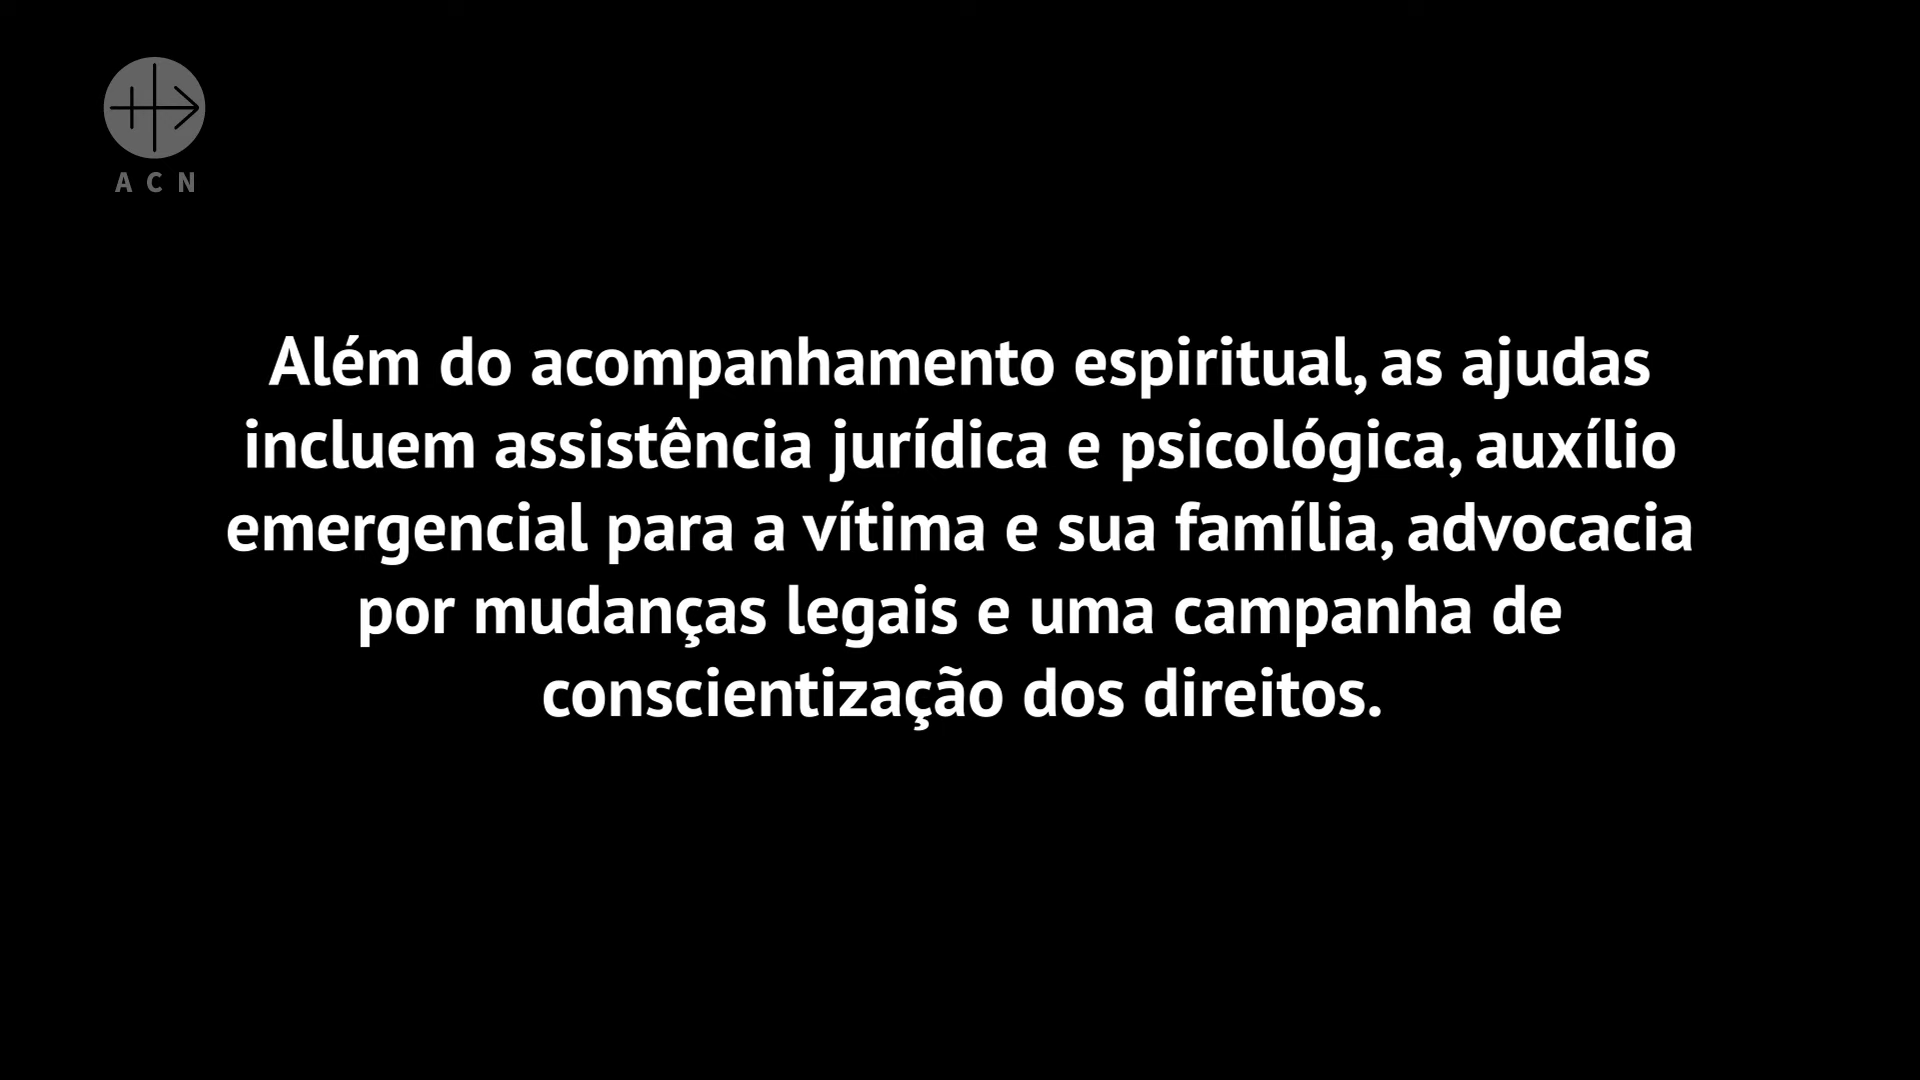 ACN
Além do acompanhamento espiritual, as ajudas
incluem assistência jurídica e psicológica, auxílio
emergencial para a vítima e sua família, advocacia
por mudanças legais e uma campanha de
conscientização dos direitos.